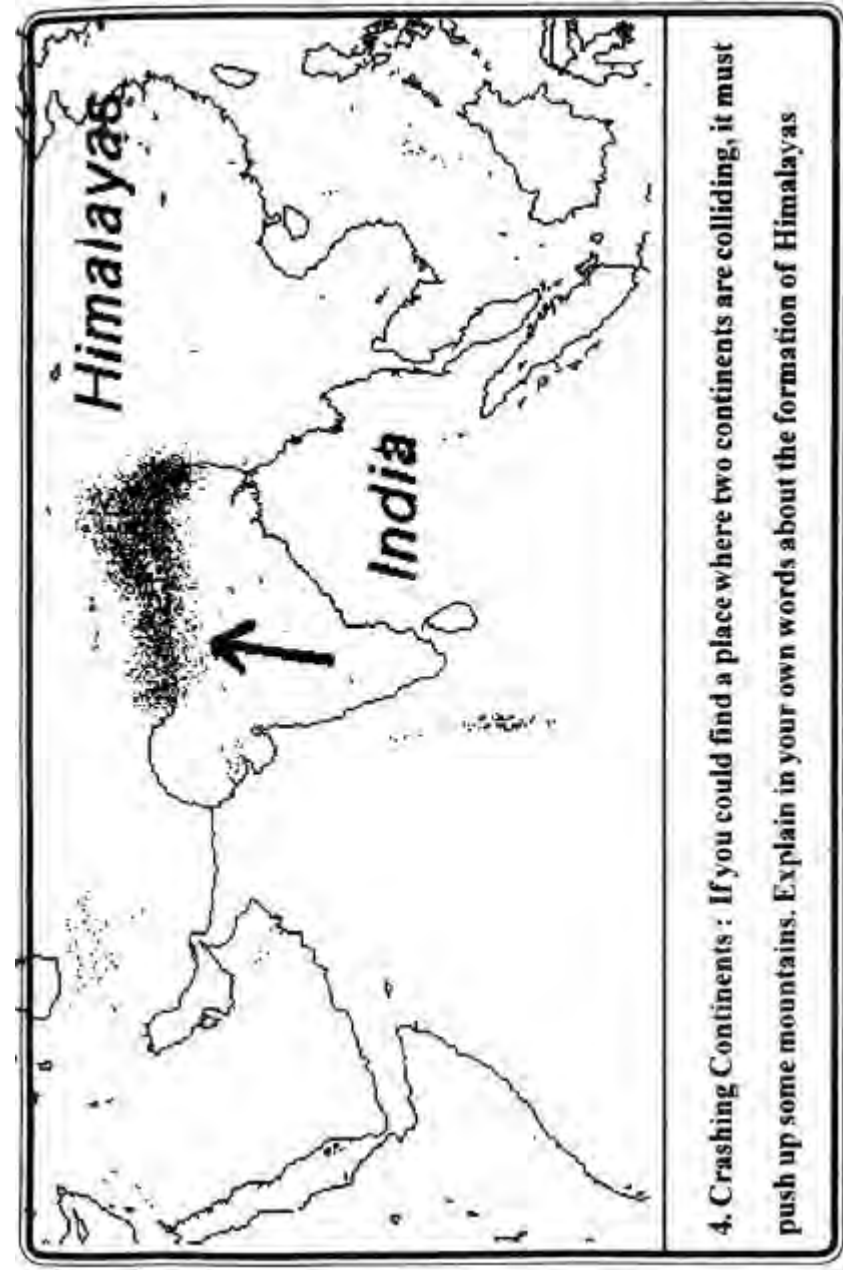 Himalayas
India
4. Crashing Continents : If you could find a place where two continents are colliding, it must
push up some mountains. Explain in your own words about the formation of Himalayas